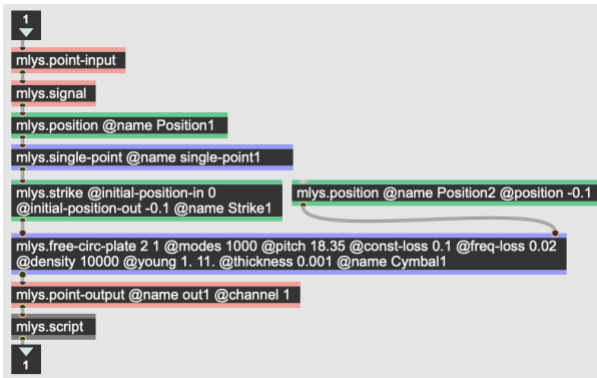 1
mlys.point-input
mlys.signal
mlys.position @name Position1
mlys.single-point @name single-point1
mlys.strike @initial-position-in 0
@initial-position-out -0.1 @name Strike1
mlys.position @name Position2 @position -0.1
mlys.free-circ-plate 2 1 @modes 1000 @pitch 18.35 @const-loss 0.1 @freq-loss 0.02
@density 10000 @young 1. 11. @thickness 0.001 @name Cymbal1
mlys.point-output @name out1 @channel 1
mlys.script
1